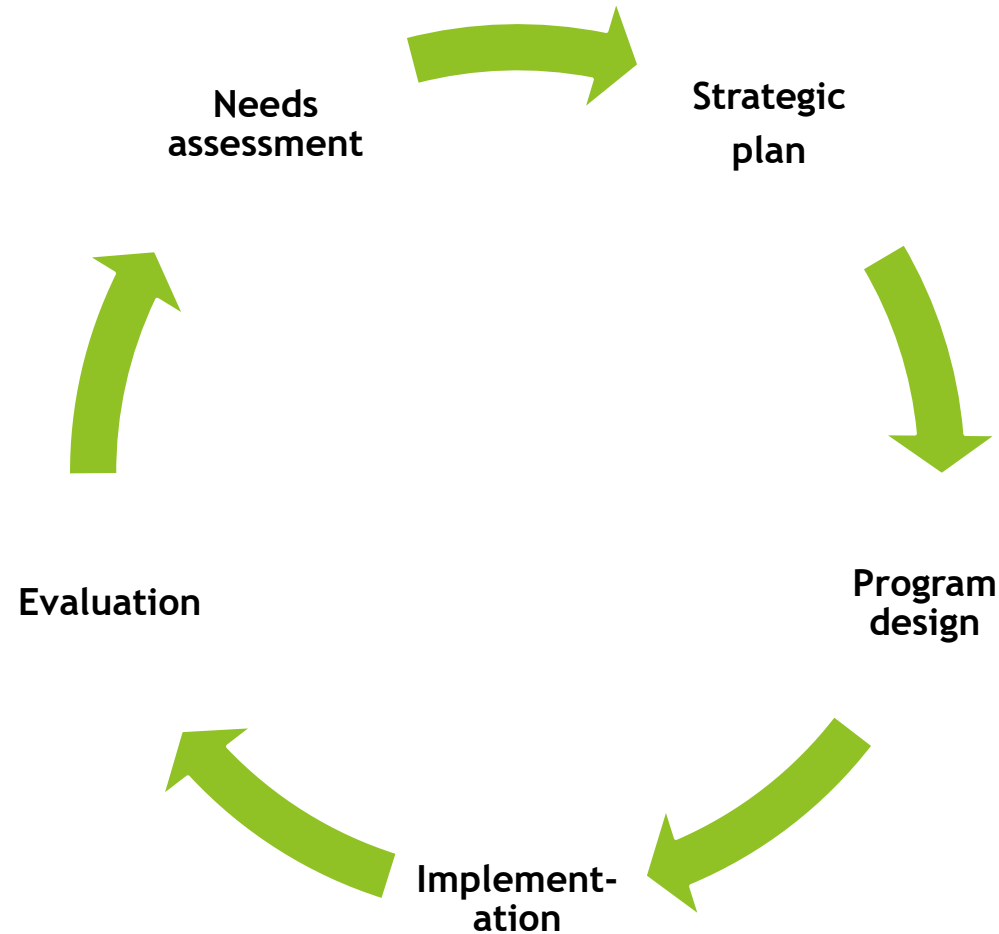 Needs
assessment
Strategic
plan
Program
design
Implement-
ation
Evaluation